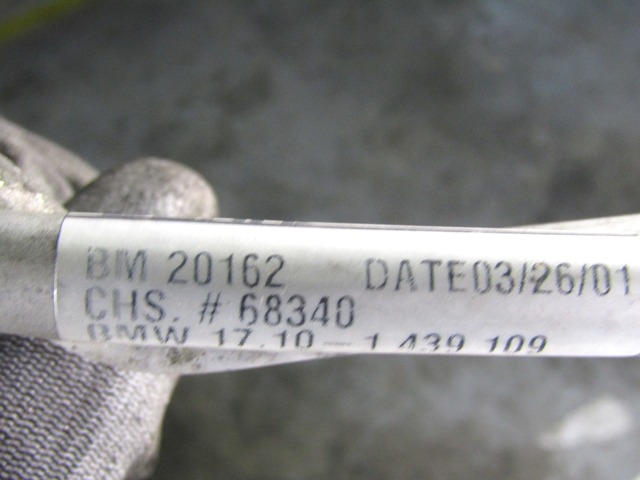 BM 20162 DATE03/26/01
CHS. # 68340
BMW 17.10-1 439 109